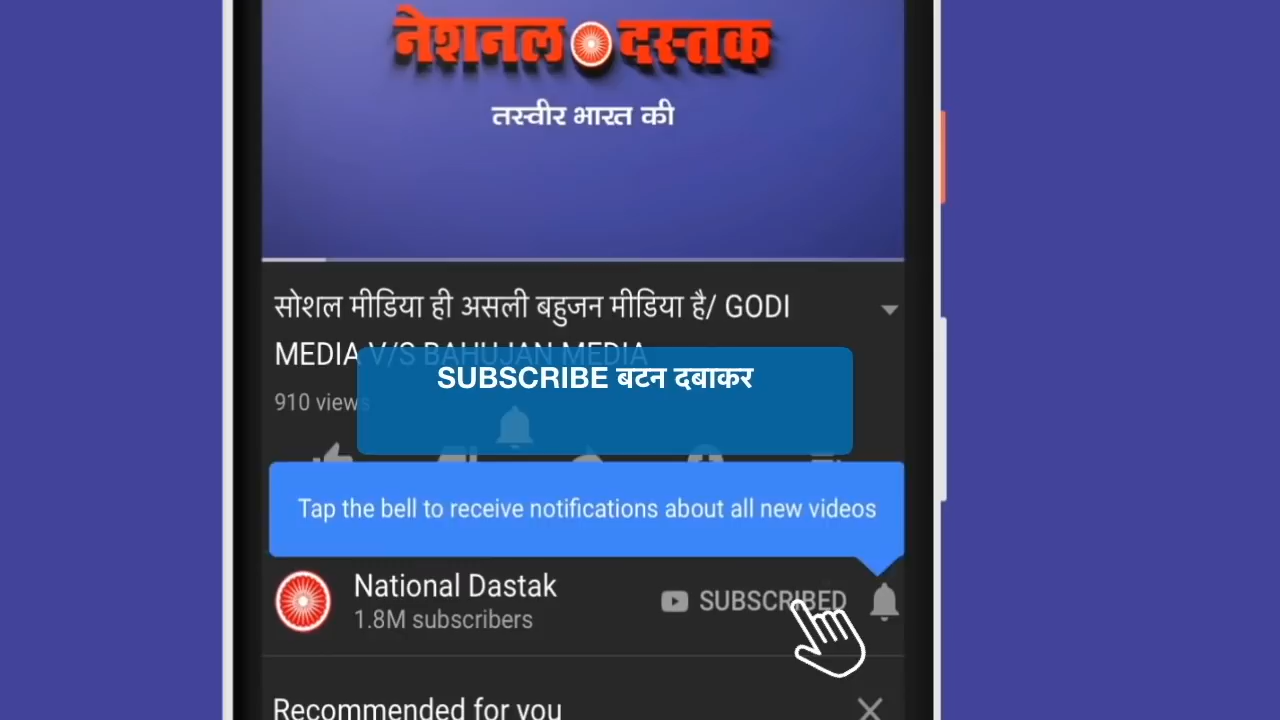 नेशनल दस्तक
तस्वीर भारत की
सोशल मीडिया ही असली बहुजन मीडिया है/ GODI
MEDIA V/S BAHUJAN MEDIA
910 views
SUBSCRIBE बटन दबाकर
Tap the bell to receive notifications about all new videos
National Dastak
1.8M subscribers
SUBSCRIBED
Recommended for you